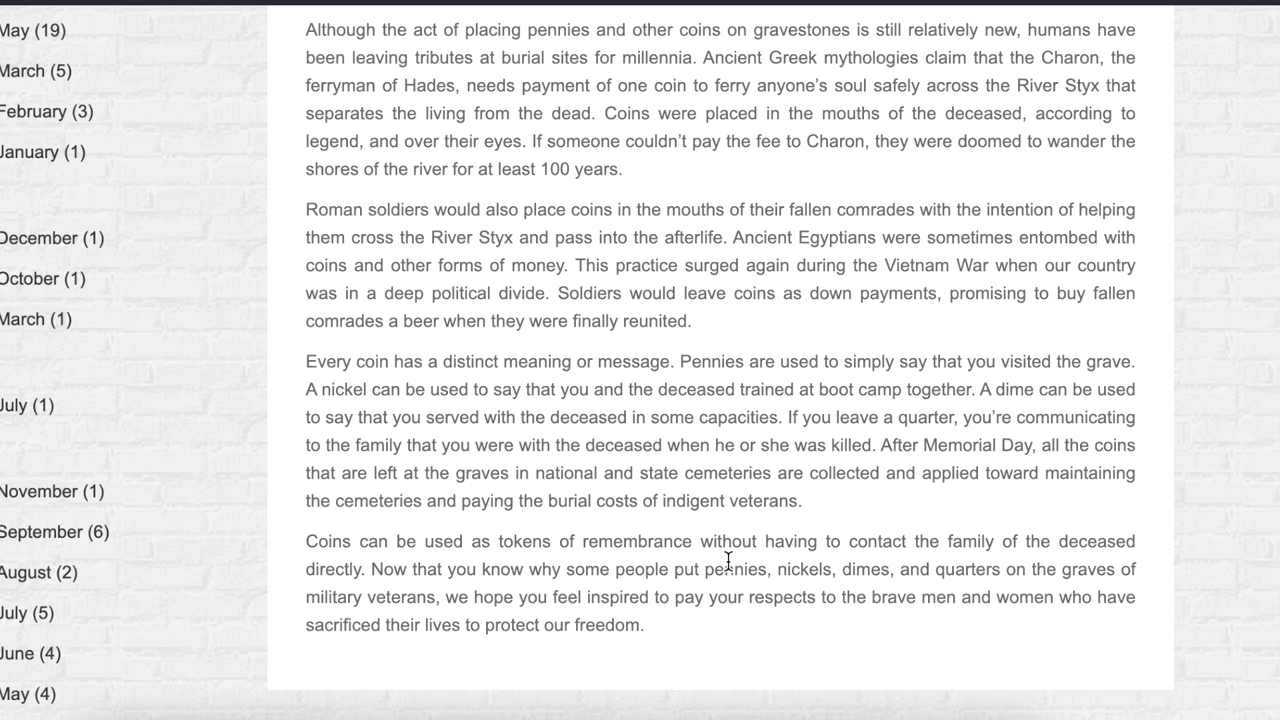 May (19)
March (5)
February (3)
January (1)
December (1)
October (1)
March (1)
July (1)
November (1)
September (6)
August (2)
July (5)
June (4)
May (4)
Although the act of placing pennies and other coins on gravestones is still relatively new, humans have
been leaving tributes at burial sites for millennia. Ancient Greek mythologies claim that the Charon, the
ferryman of Hades, needs payment of one coin to ferry anyone’s soul safely across the River Styx that
separates the living from the dead. Coins were placed in the mouths of the deceased, according to
legend, and over their eyes. If someone couldn’t pay the fee to Charon, they were doomed to wander the
shores of the river for at least 100 years.
Roman soldiers would also place coins in the mouths of their fallen comrades with the intention of helping
them cross the River Styx and pass into the afterlife. Ancient Egyptians were sometimes entombed with
coins and other forms of money. This practice surged again during the Vietnam War when our country
was in a deep political divide. Soldiers would leave coins as down payments, promising to buy fallen
comrades a beer when they were finally reunited.
Every coin has a distinct meaning or message. Pennies are used to simply say that you visited the grave.
A nickel can be used to say that you and the deceased trained at boot camp together. A dime can be used
to say that you served with the deceased in some capacities. If you leave a quarter, you’re communicating
to the family that you were with the deceased when he or she was killed. After Memorial Day, all the coins
that are left at the graves in national and state cemeteries are collected and applied toward maintaining
the cemeteries and paying the burial costs of indigent veterans.
Coins can be used as tokens of remembrance without having to contact the family of the deceased
directly. Now that you know why some people put pennies, nickels, dimes, and quarters on the graves of
military veterans, we hope you feel inspired to pay your respects to the brave men and women who have
sacrificed their lives to protect our freedom.